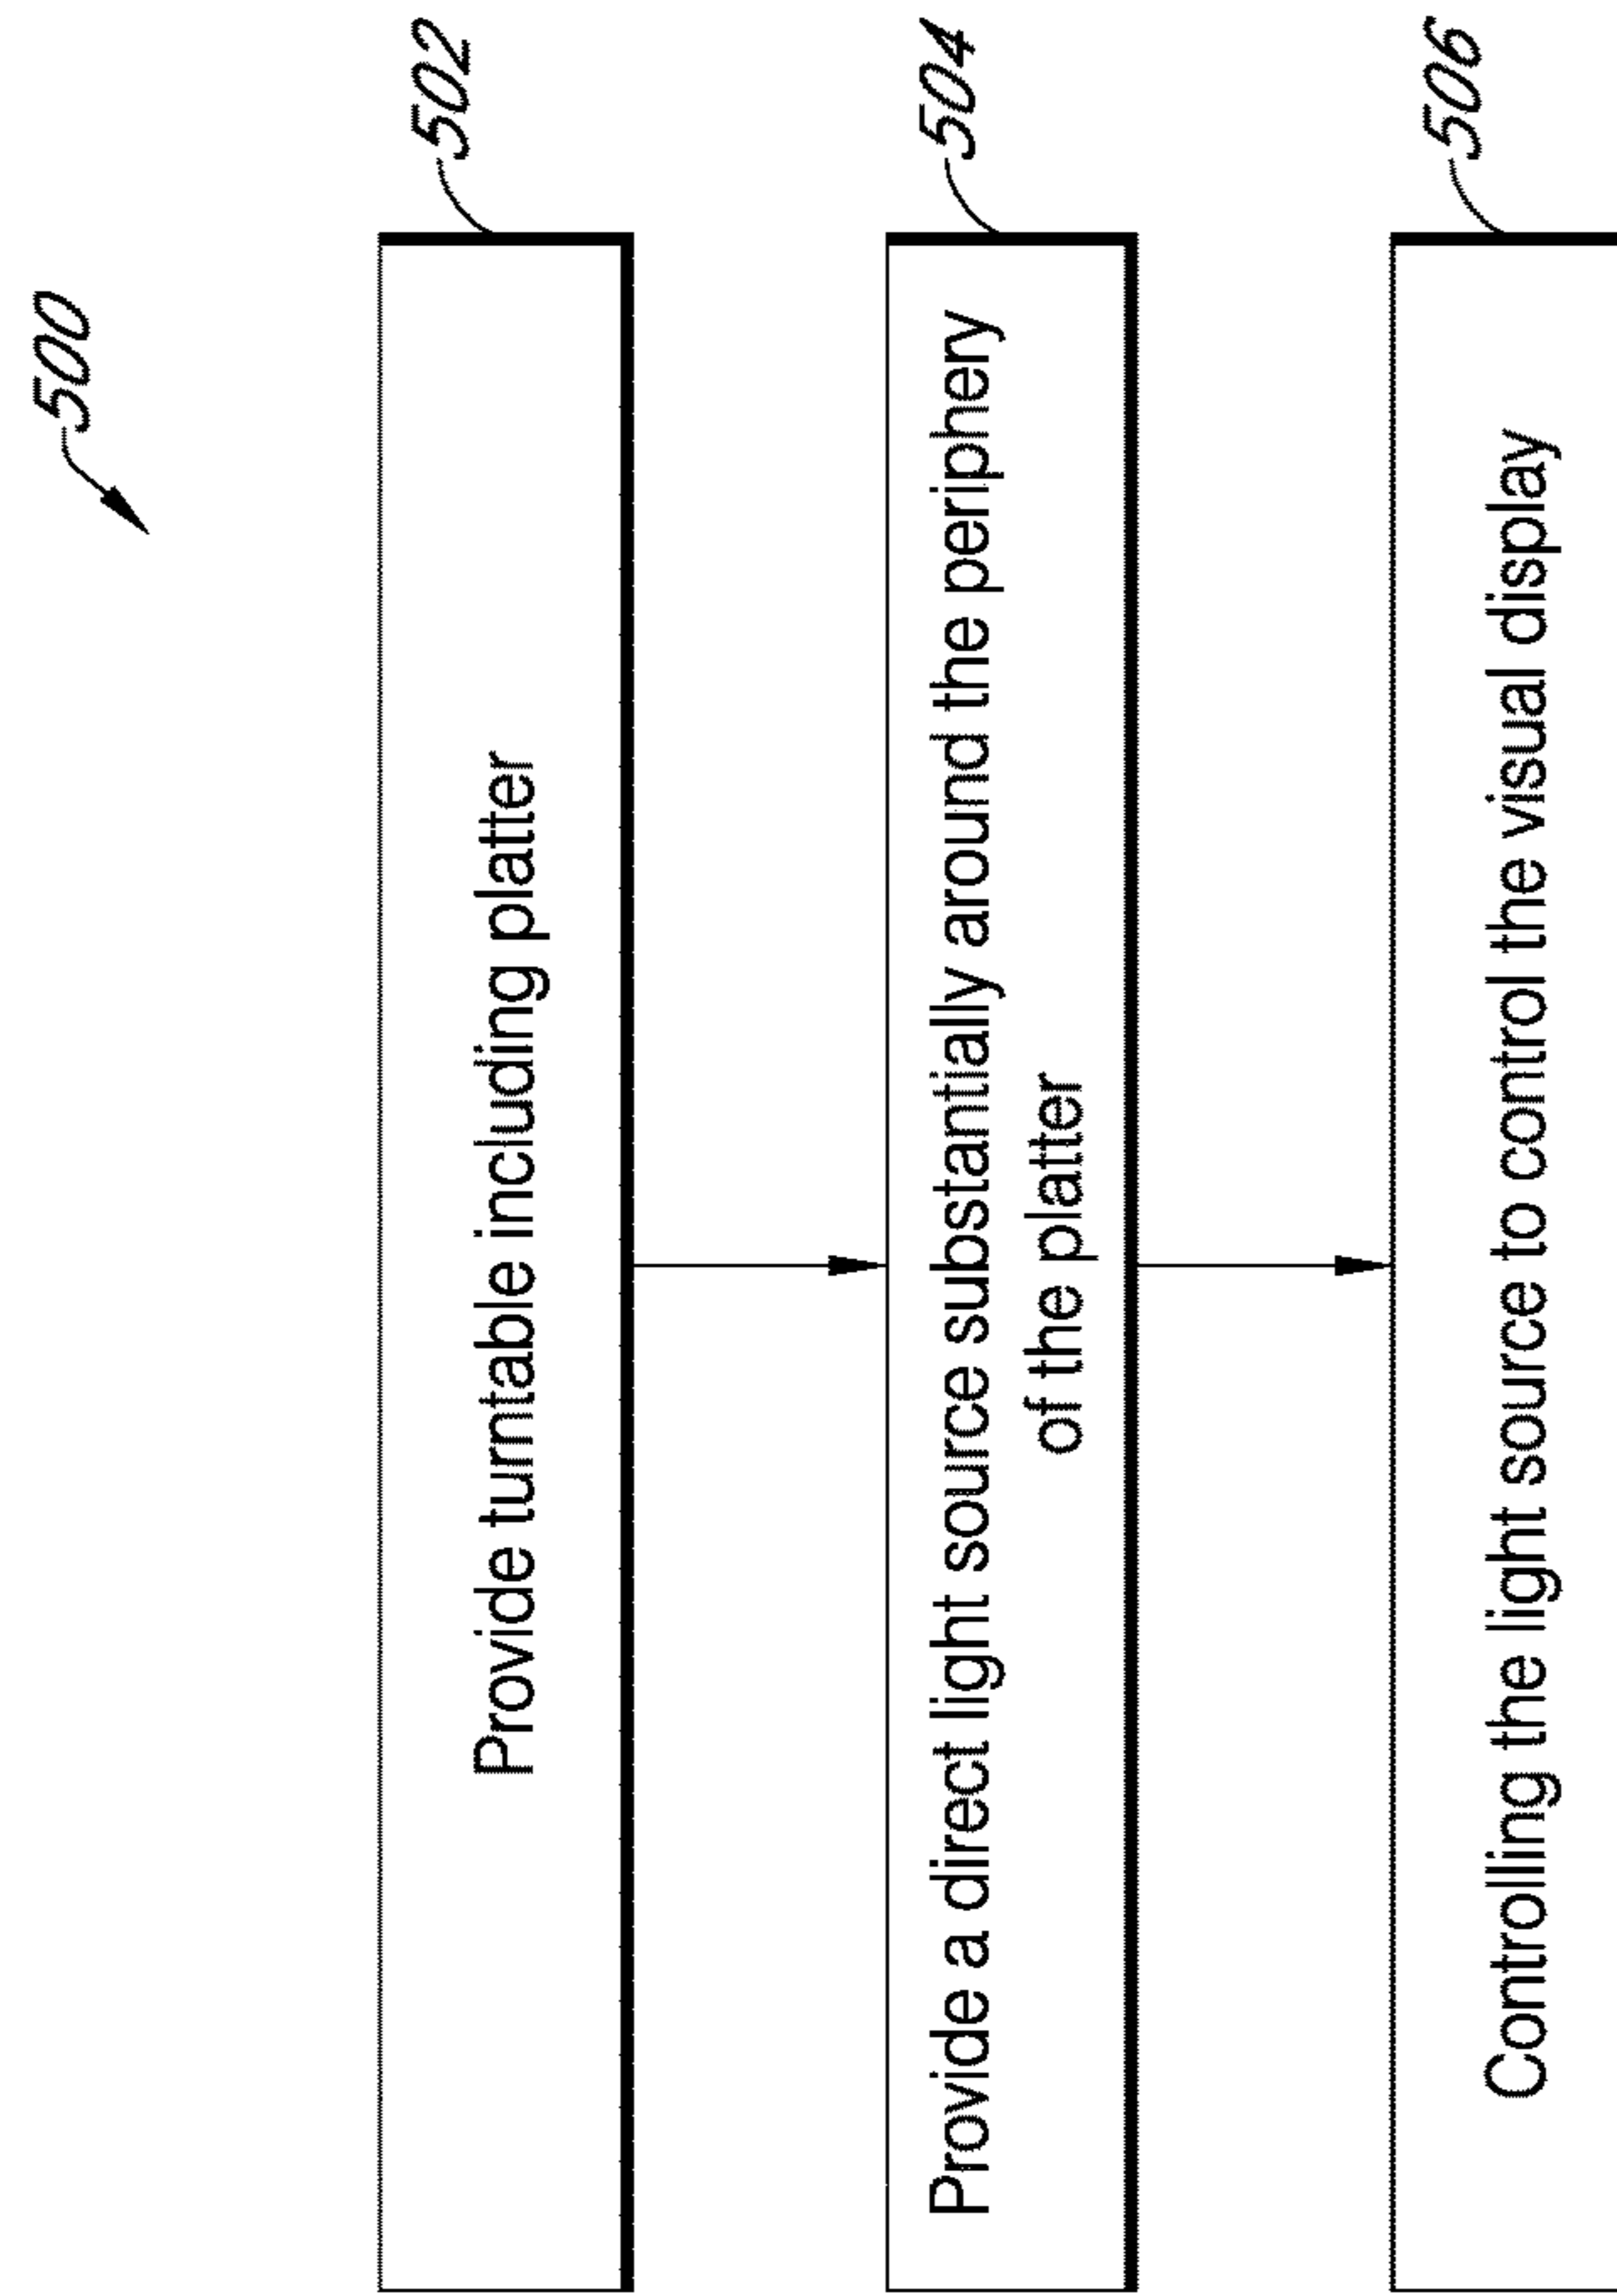 500
502
Provide turntable including platter
504
Provide a direct light source substantially around the periphery
of the platter
506
Controlling the light source to control the visual display